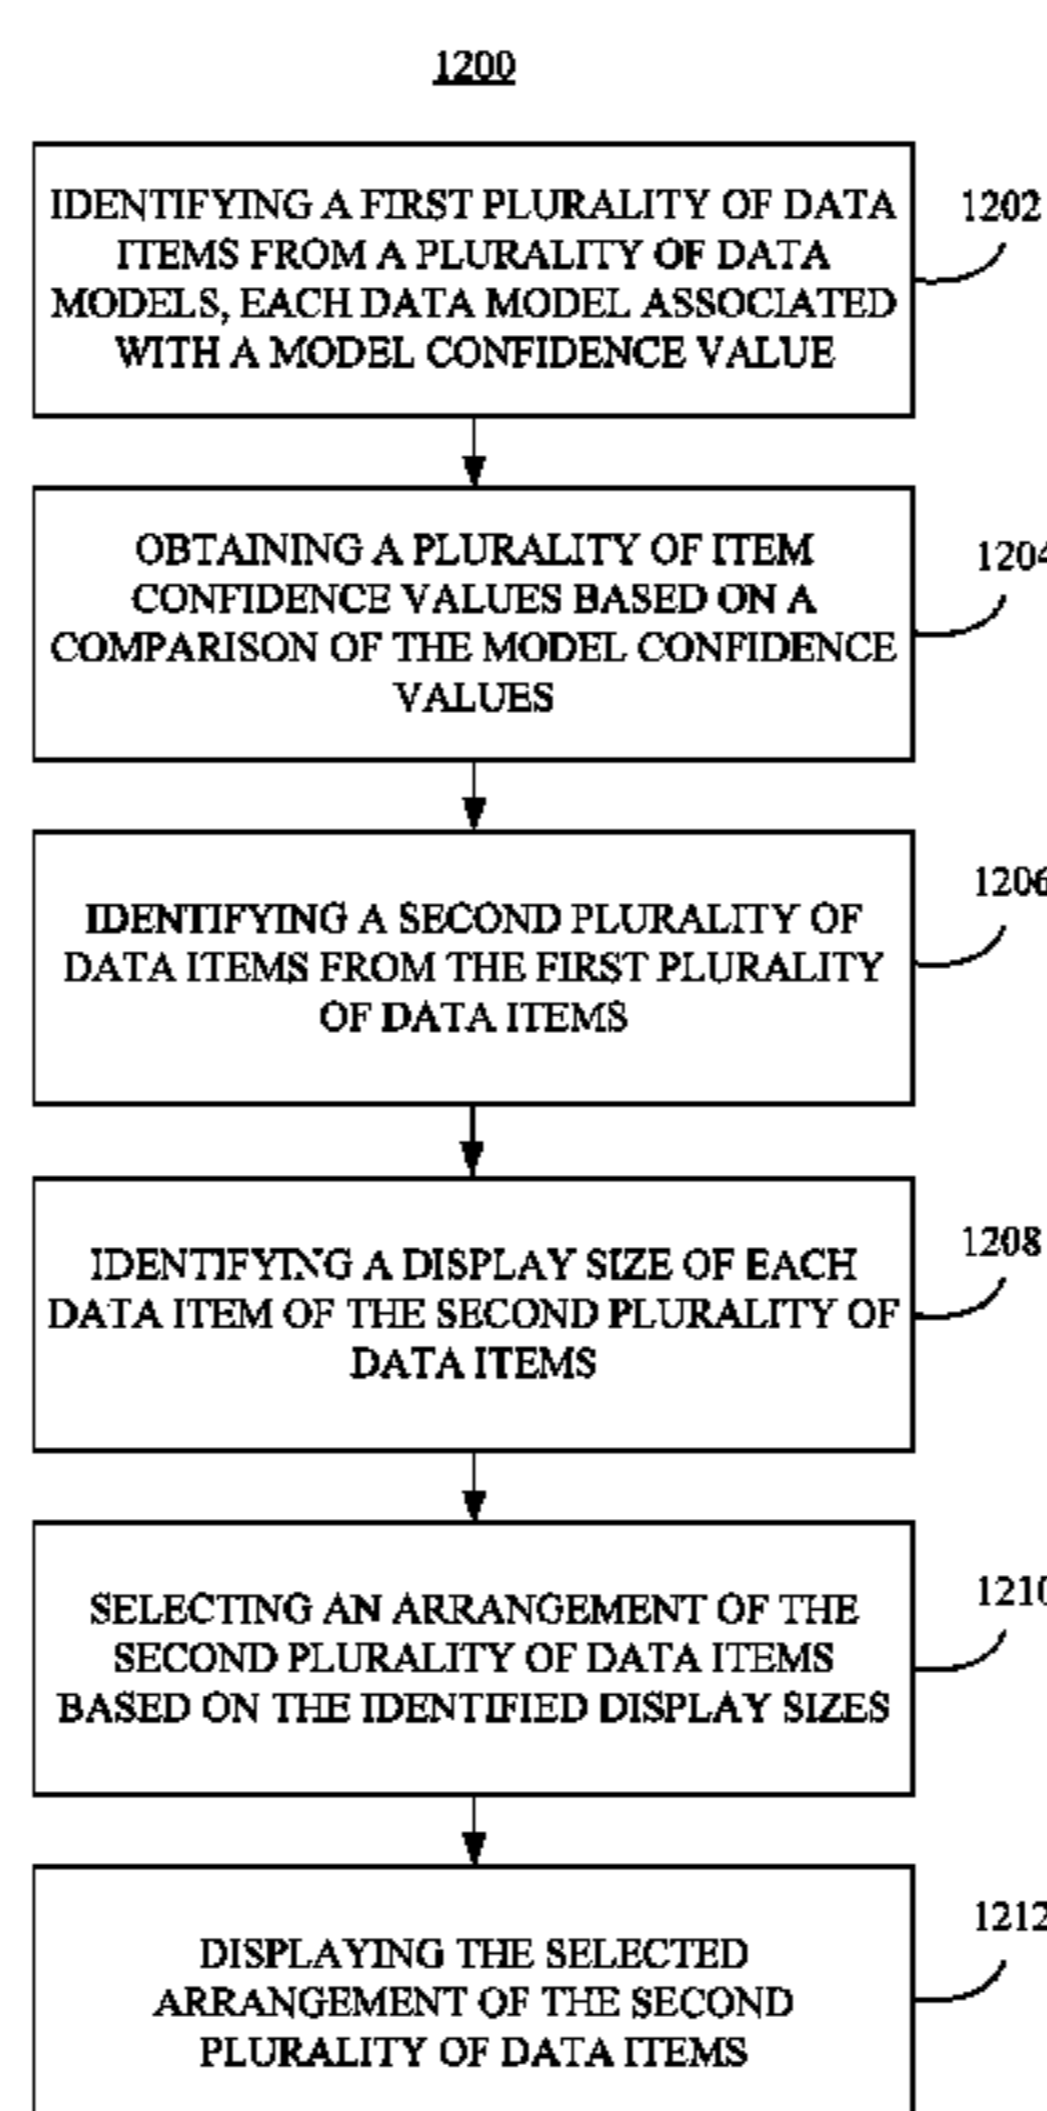 1200
IDENTIFYING A FIRST PLURALITY OF DATA
ITEMS FROM A PLURALITY OF DATA
MODELS, EACH DATA MODEL ASSOCIATED
WITH A MODEL CONFIDENCE VALUE
1202
OBTAINING A PLURALITY OF ITEM
CONFIDENCE VALUES BASED ON A
COMPARISON OF THE MODEL CONFIDENCE
VALUES
1204
IDENTIFYING A SECOND PLURALITY OF
DATA ITEMS FROM THE FIRST PLURALITY
OF DATA ITEMS
1206
IDENTIFYING A DISPLAY SIZE OF EACH
DATA ITEM OF THE SECOND PLURALITY OF
DATA ITEMS
1208
SELECTING AN ARRANGEMENT OF THE
SECOND PLURALITY OF DATA ITEMS
BASED ON THE IDENTIFIED DISPLAY SIZES
1210
DISPLAYING THE SELECTED
ARRANGEMENT OF THE SECOND
PLURALITY OF DATA ITEMS
1212